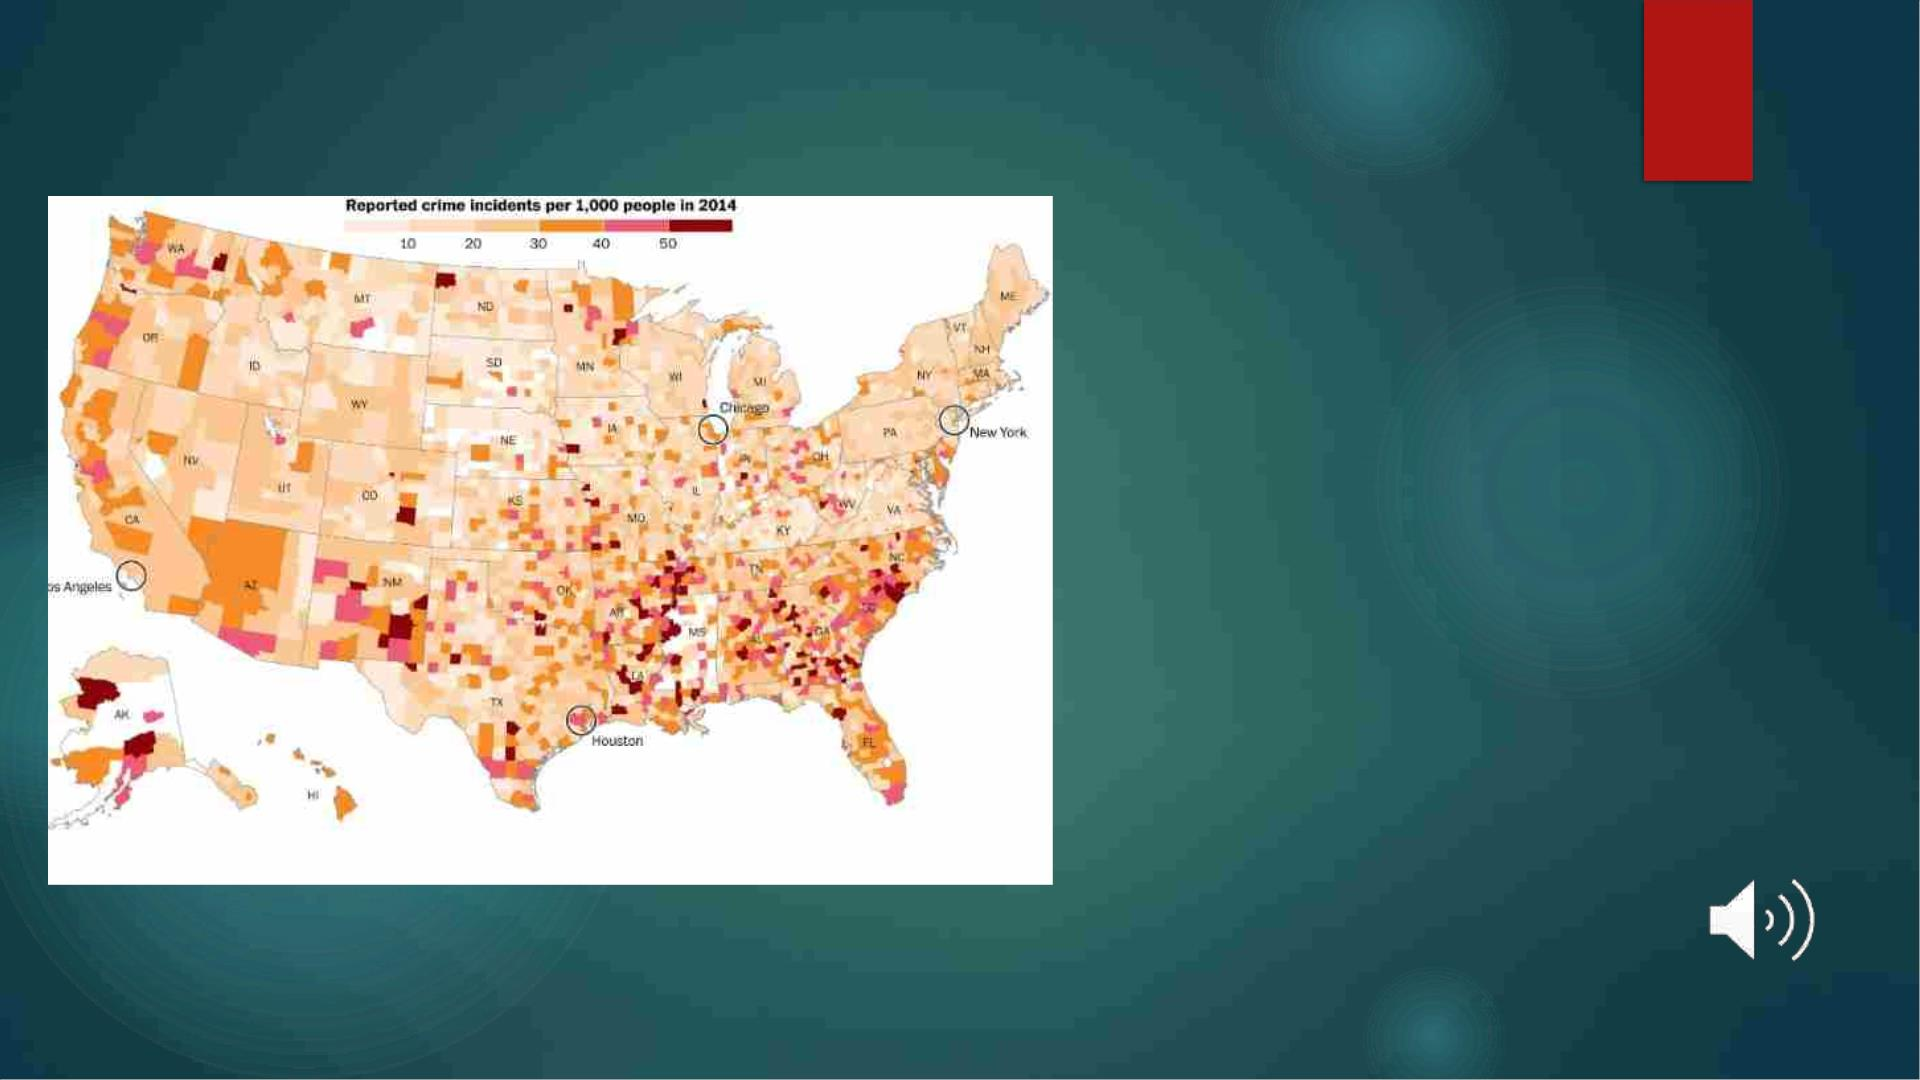 Reported crime incidents per 1,000 people in 2014
10 20 30 40 50
WA
MT
ND
ME
OR
ID
SD
MN
WI
MI
VT
NH
NY
MA
WY
Chicago
NE
IA
PA
New York
NV
UT
CO
KS
MO
IL
IN
OH
WV
VA
CA
KY
os Angeles
AZ
NM
OK
TN
NC
AR
MS
AL
GA
SC
LA
TX
AK
Houston
FL
HI